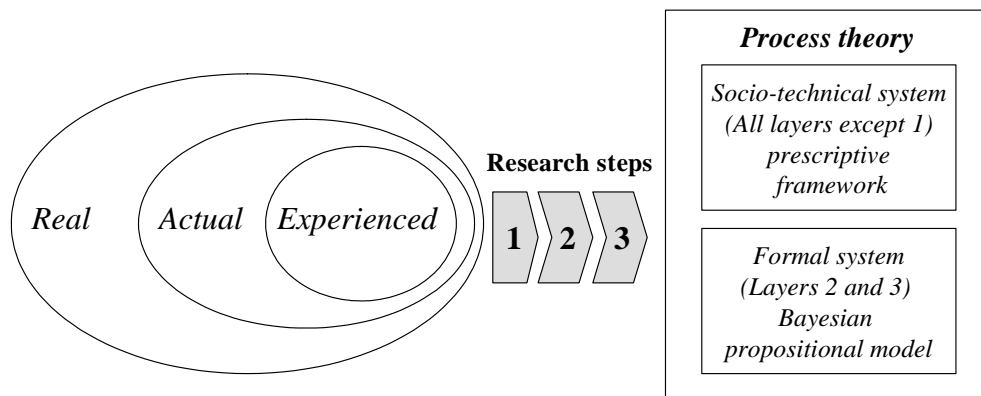 Real
Actual
Experienced
Research steps
1
2
3
Process theory
Socio-technical system
(All layers except 1)
prescriptive
framework
Formal system
(Layers 2 and 3)
Bayesian
propositional model